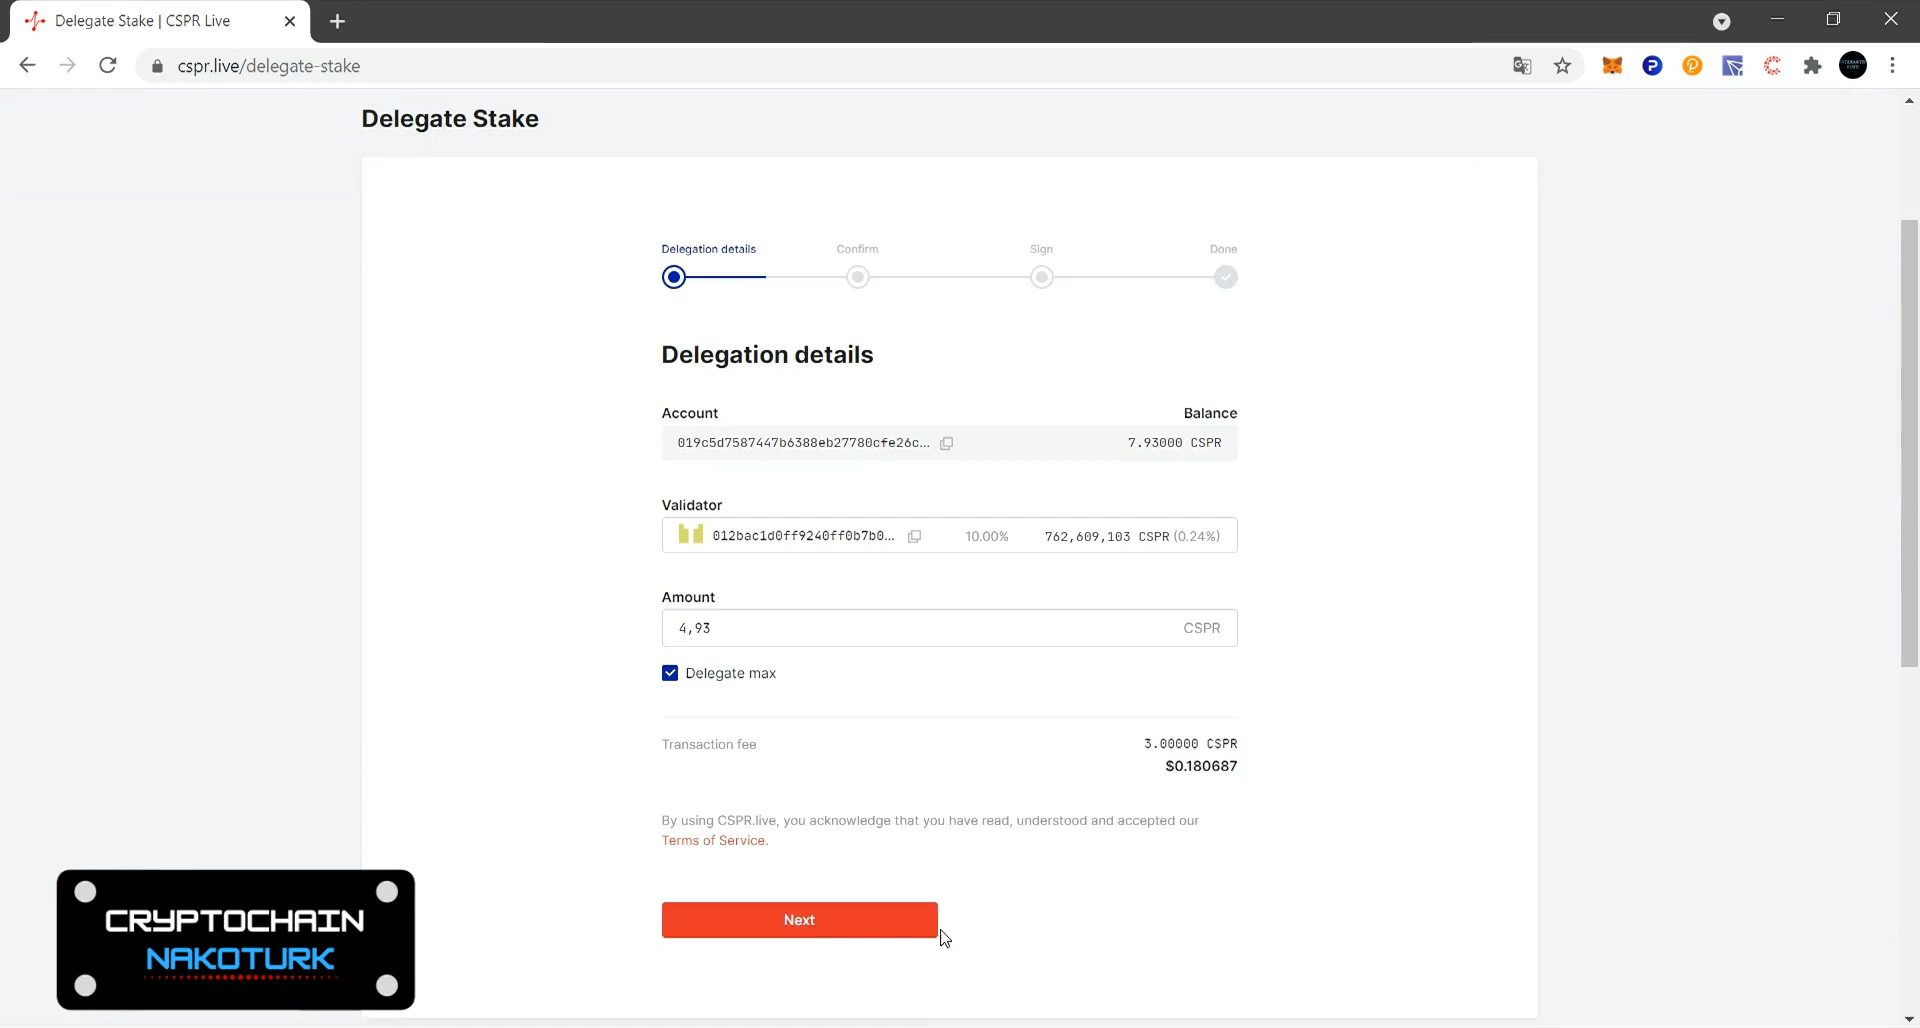 Delegate Stake | CSPR Live
cspr.live/delegate-stake
Delegate Stake
Delegation details
Confirm
Sign
Done
Delegation details
Account
Balance
019c5d7587447b6388eb27780cfe26c...
7.93000 CSPR
Validator
012bac1d0ff9240ff0b7b0...
10.00%
762,609,103 CSPR (0.24%)
Amount
4,93
CSPR
Delegate max
Transaction fee
3.00000 CSPR
$0.180687
By using CSPR.live, you acknowledge that you have read, understood and accepted our
Terms of Service.
Next
CRYPTOCHAIN
NAKOTURK